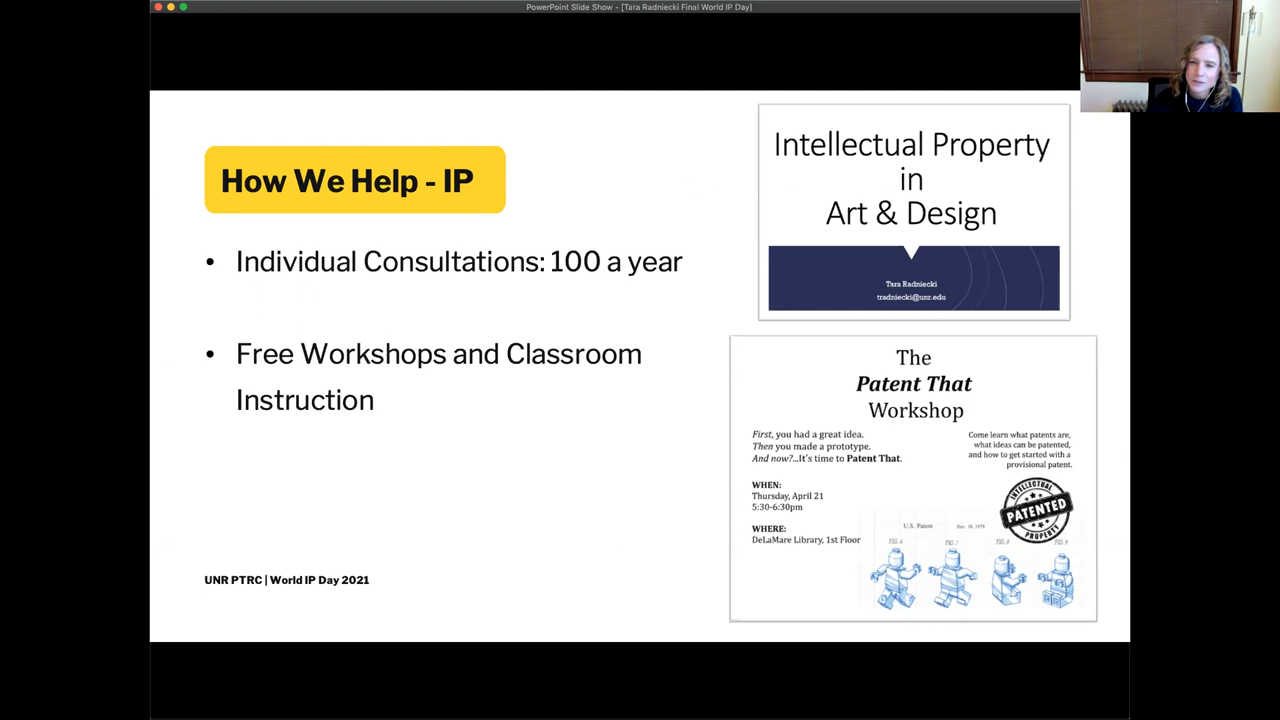 PowerPoint Slide Show - [Tara Radniecki Final World IP Day]
How We Help - IP
• Individual Consultations: 100 a year
• Free Workshops and Classroom
Instruction
UNR PTRC | World IP Day 2021
Intellectual Property
in
Art & Design
Tara Radniecki
tradniecki@unr.edu
The
Patent That
Workshop
First, you had a great idea.
Then you made a prototype.
And now?...It's time to Patent That.
Come learn what patents are,
what ideas can be patented,
and how to get started with a
provisional patent.
WHEN:
Thursday, April 21
5:30-6:30pm
WHERE:
DeLaMare Library, 1st Floor
INTELLECTUAL
PATENTED
PROPERTY
U.S. Patent Dec. 18, 1979
FIG. 6 FIG. 7 FIG. 8 FIG. 9